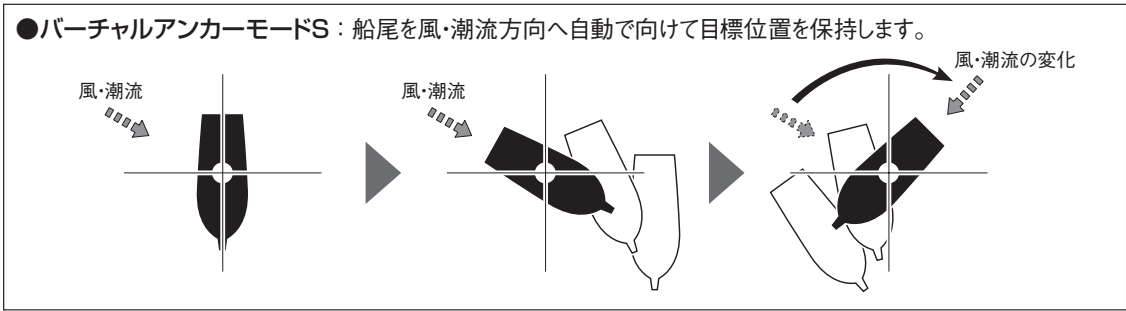 ●バーチャルアンカーモードS：船尾を風・潮流方向へ自動で向けて目標位置を保持します。
風・潮流
風・潮流
風・潮流の変化